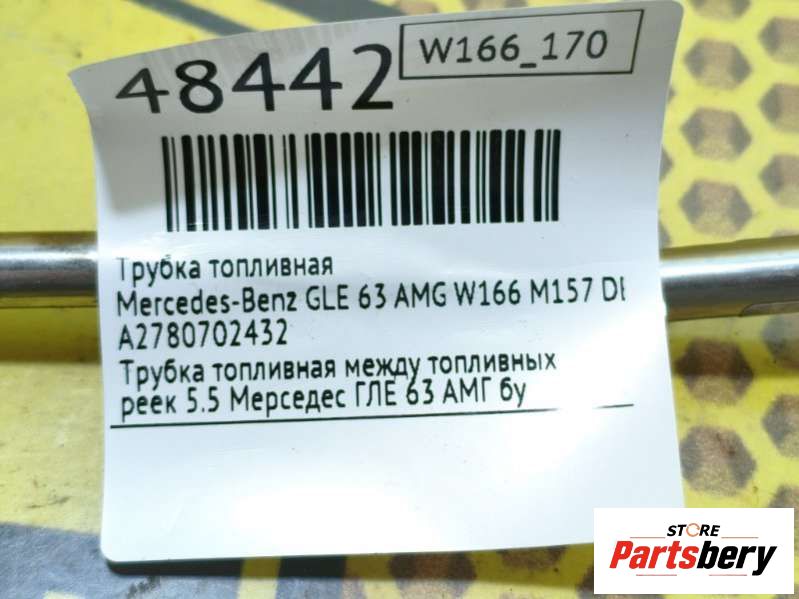 48442
W166_170
Трубка топливная
Mercedes-Benz GLE 63 AMG W166 M157 DE
A2780702432
Трубка топливная между топливных
реек 5.5 Мерседес ГЛЕ 63 АМГ бу
STORE
Partsbery